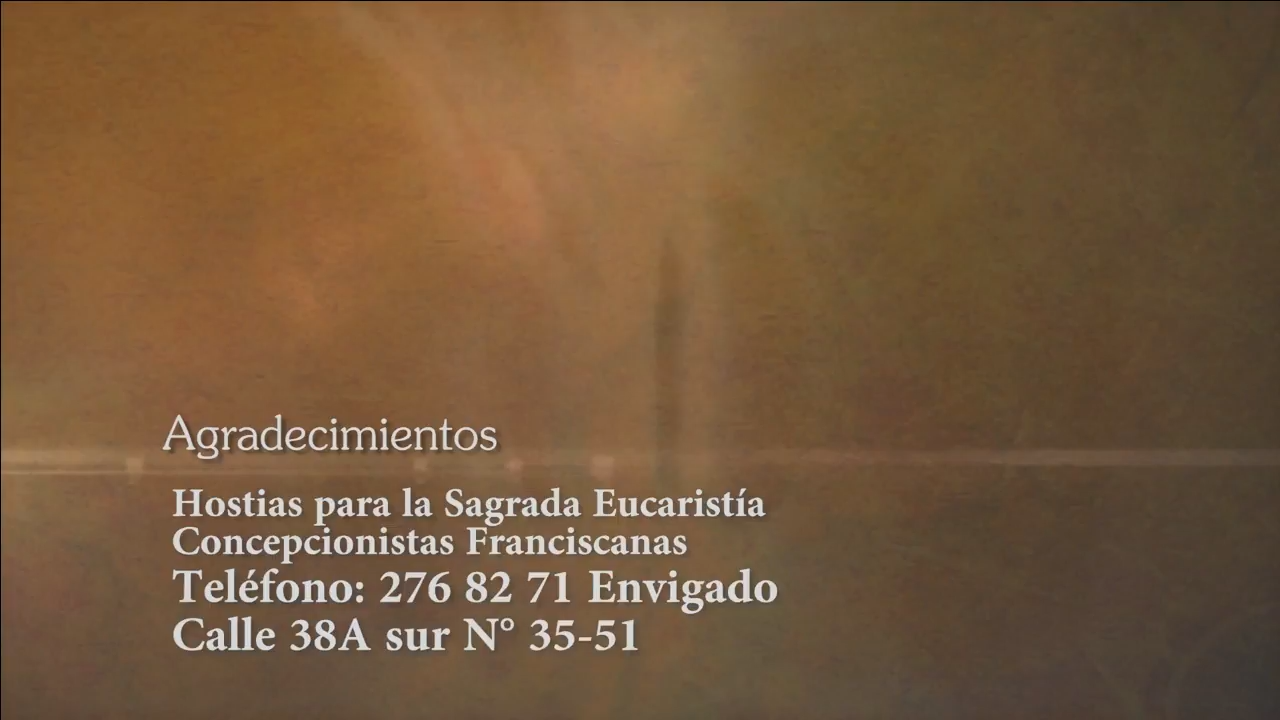 Agradecimientos
Hostias para la Sagrada Eucaristía
Concepcionistas Franciscanas
Teléfono: 276 82 71 Envigado
Calle 38A sur N° 35-51